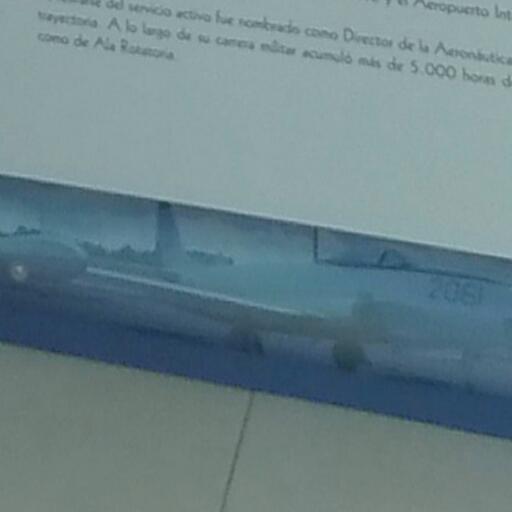 y el Aeropuerto Int
del servicio activo fue nombrado como Director de la Aeronáutica
trayectoria. A lo largo de su carrera militar acumuló más de 5.000 horas d
como de Ala Rotatoria.
2061